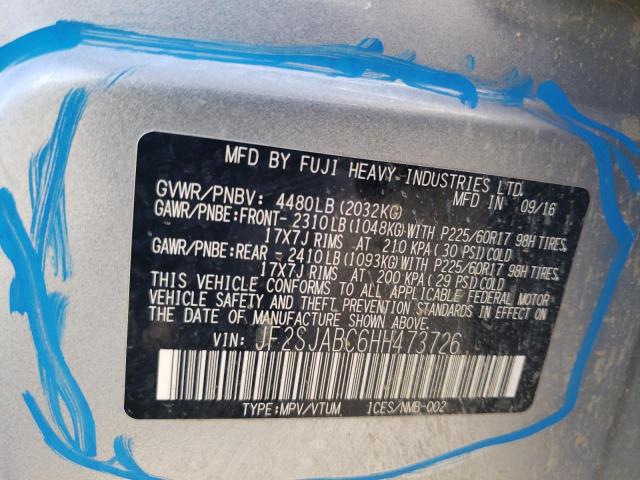 MFD BY FUJI HEAVY INDUSTRIES LTD.
MFD IN 09/16
GVWR/PNBV: 4480LB (2032KG)
GAWR/PNBE:FRONT- 2310LB (1048KG) WITH P225/60R17 98H TIRES,
17X7J RIMS AT 210 KPA (30 PSI) COLD
GAWR/PNBE:REAR - 2410LB (1093KG) WITH P225/60R17 98H TIRES,
17X7J RIMS AT 200 KPA (29 PSI) COLD
THIS VEHICLE CONFORMS TO ALL APPLICABLE FEDERAL MOTOR
VEHICLE SAFETY AND THEFT PREVENTION STANDARDS IN EFFECT ON
THE DATE OF MANUFACTURE SHOWN ABOVE.
VIN: JF2SJABC6HH473726
TYPE:MPV/VTUM 1CES/NMB-002